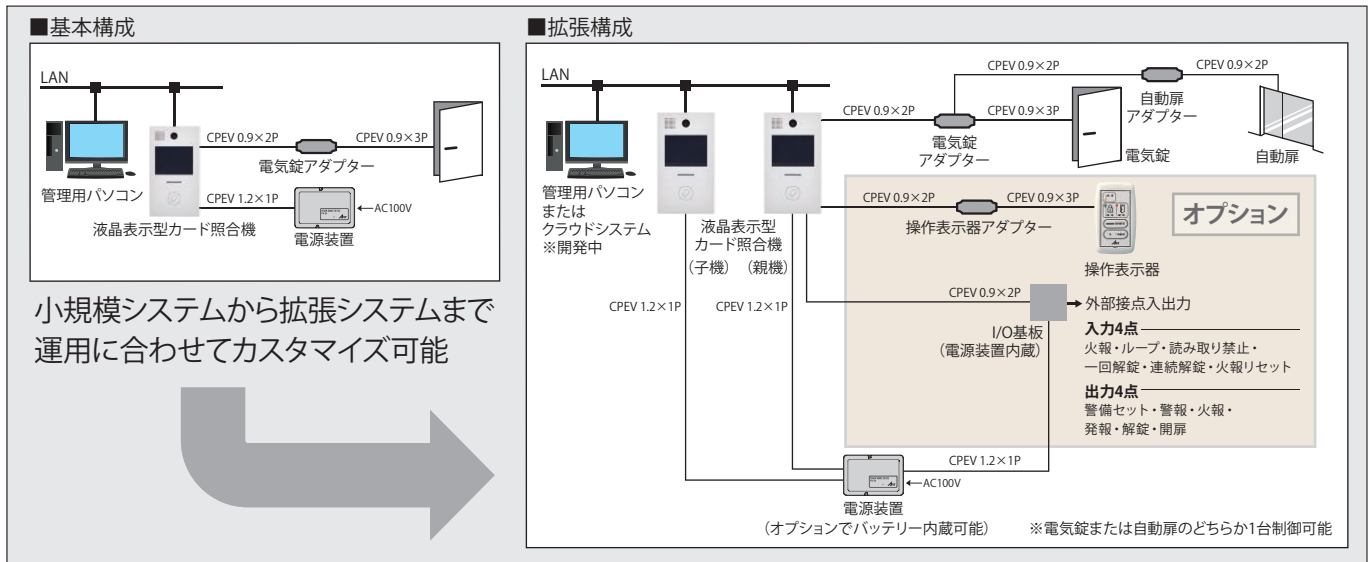 ■基本構成
LAN
CPEV 0.9×2P
CPEV 0.9×3P
電気錠アダプター
管理用パソコン
CPEV 1.2×1P
AC100V
液晶表示型カード照合機
電源装置
小規模システムから拡張システムまで
運用に合わせてカスタマイズ可能
■拡張構成
LAN
CPEV 0.9×2P
CPEV 0.9×2P
自動扉
アダプター
CPEV 0.9×2P
CPEV 0.9×3P
電気錠
アダプター
電気錠
自動扉
管理用パソコン
または
クラウドシステム
※開発中
液晶表示型
カード照合機
(子機) (親機)
CPEV 0.9×2P
CPEV 0.9×3P
操作表示器アダプター
オプション
操作表示器
CPEV 1.2×1P
CPEV 1.2×1P
CPEV 0.9×2P
外部接点入出力
I/O基板
(電源装置内蔵)
入力4点
火報・ループ・読み取り禁止・
一回解錠・連続解錠・火報リセット
出力4点
警備セット・警報・火報・
発報・解錠・開扉
CPEV 1.2×1P
AC100V
電源装置
(オプションでバッテリー内蔵可能)
※電気錠または自動扉のどちらか1台制御可能